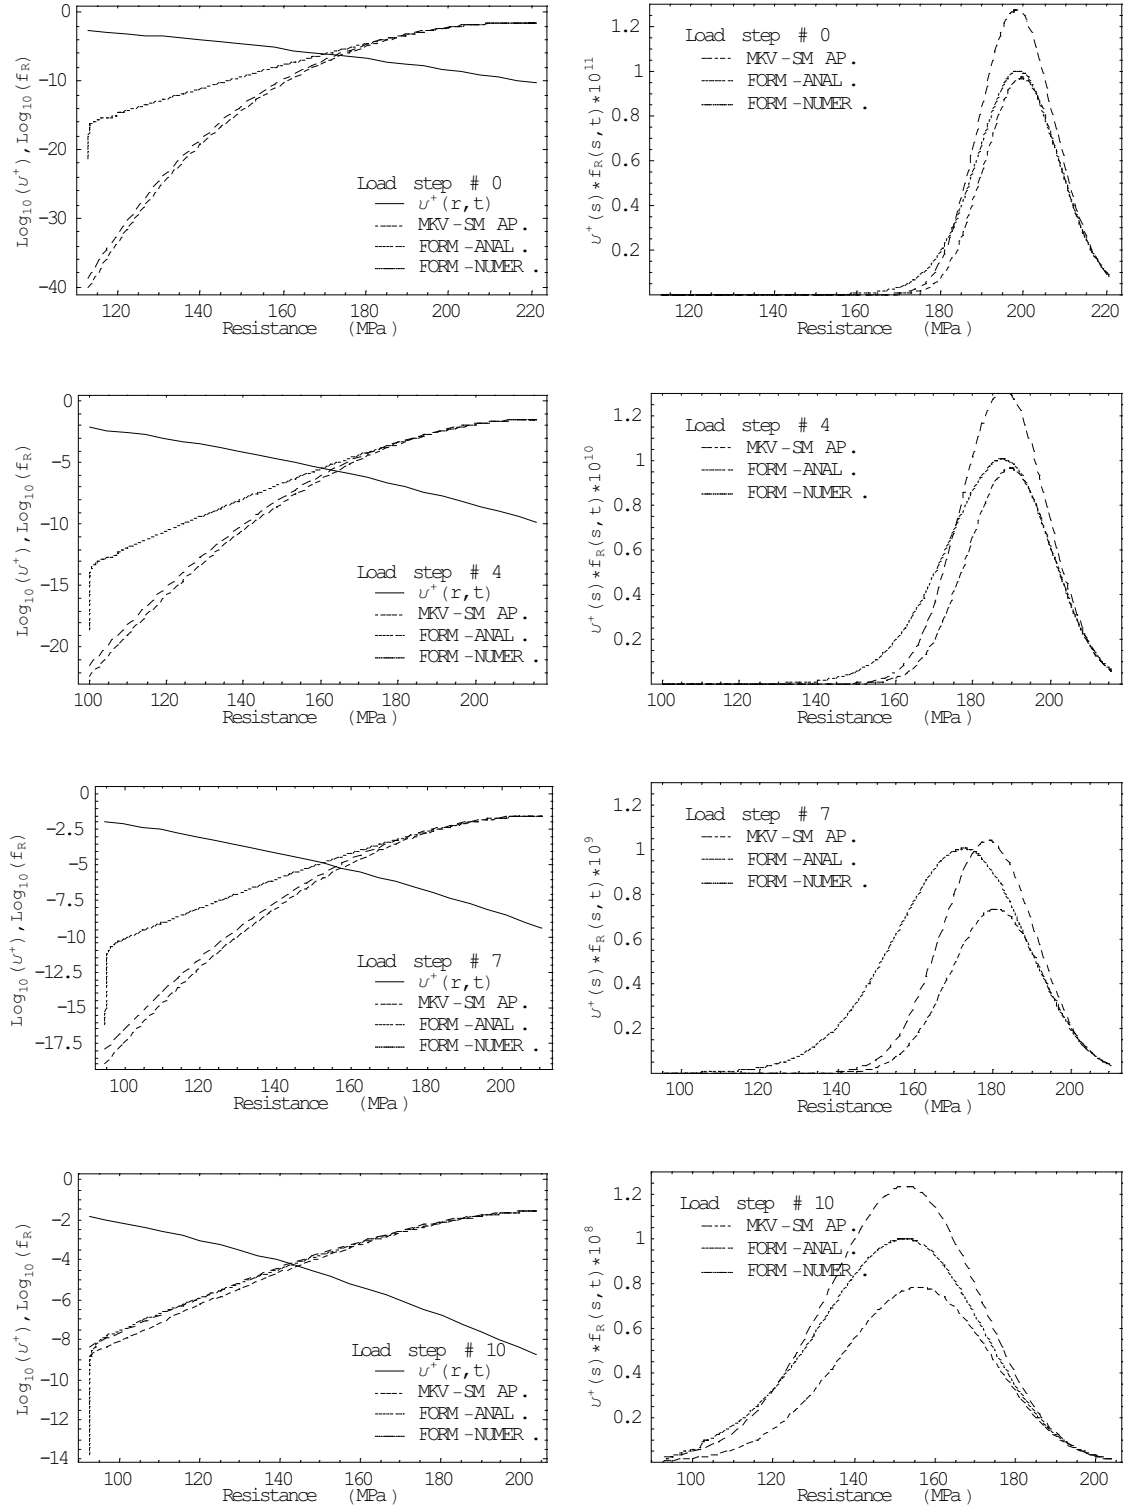 0
-10
-20
-30
-40
Log10(υ+),Log10(fR)
Load step # 0
υ+(r,t)
MKV-SM AP.
FORM-ANAL.
FORM-NUMER.
120 140 160 180 200 220
Resistance (MPa)
1.2
1
0.8
0.6
0.4
0.2
υ+(s)*fR(s,t)*10^11
Load step # 0
MKV-SM AP.
FORM-ANAL.
FORM-NUMER.
120 140 160 180 200 220
Resistance (MPa)
0
-5
-10
-15
-20
Log10(υ+),Log10(fR)
Load step # 4
υ+(r,t)
MKV-SM AP.
FORM-ANAL.
FORM-NUMER.
100 120 140 160 180 200
Resistance (MPa)
1.2
1
0.8
0.6
0.4
0.2
υ+(s)*fR(s,t)*10^10
Load step # 4
MKV-SM AP.
FORM-ANAL.
FORM-NUMER.
100 120 140 160 180 200
Resistance (MPa)
0
-2.5
-5
-7.5
-10
-12.5
-15
-17.5
Log10(υ+),Log10(fR)
Load step # 7
υ+(r,t)
MKV-SM AP.
FORM-ANAL.
FORM-NUMER.
100 120 140 160 180 200
Resistance (MPa)
1.2
1
0.8
0.6
0.4
0.2
υ+(s)*fR(s,t)*10^9
Load step # 7
MKV-SM AP.
FORM-ANAL.
FORM-NUMER.
100 120 140 160 180 200
Resistance (MPa)
0
-2
-4
-6
-8
-10
-12
-14
Log10(υ+),Log10(fR)
Load step # 10
υ+(r,t)
MKV-SM AP.
FORM-ANAL.
FORM-NUMER.
100 120 140 160 180 200
Resistance (MPa)
1.2
1
0.8
0.6
0.4
0.2
υ+(s)*fR(s,t)*10^8
Load step # 10
MKV-SM AP.
FORM-ANAL.
FORM-NUMER.
100 120 140 160 180 200
Resistance (MPa)